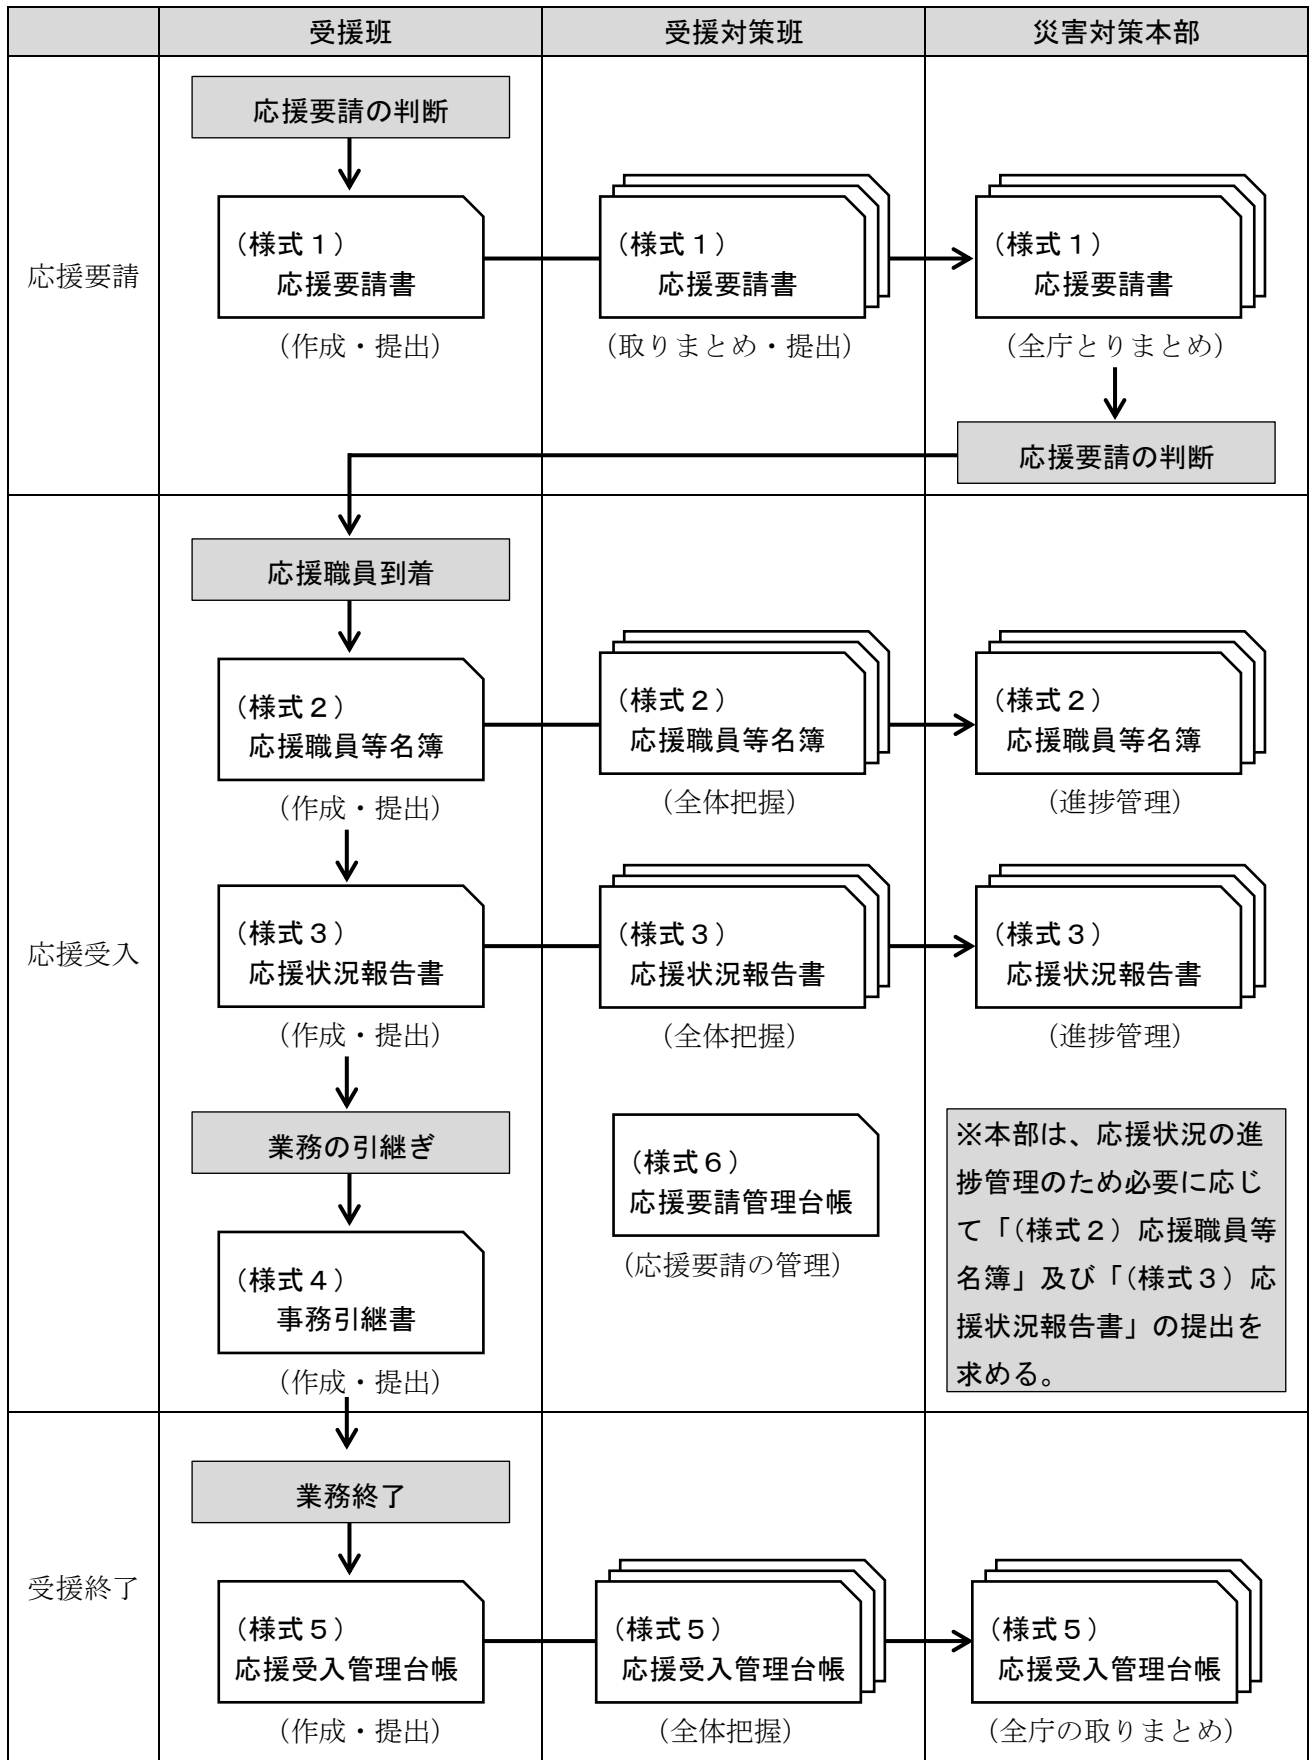 受援班
受援対策班
災害対策本部
応援要請
応援要請の判断
(様式１)
応援要請書
(作成・提出)
(様式１)
応援要請書
(取りまとめ・提出)
(様式１)
応援要請書
(全庁とりまとめ)
応援要請の判断
応援受入
応援職員到着
(様式２)
応援職員等名簿
(作成・提出)
(様式２)
応援職員等名簿
(全体把握)
(様式２)
応援職員等名簿
(進捗管理)
(様式３)
応援状況報告書
(作成・提出)
(様式３)
応援状況報告書
(全体把握)
(様式３)
応援状況報告書
(進捗管理)
業務の引継ぎ
(様式４)
事務引継書
(作成・提出)
(様式６)
応援要請管理台帳
(応援要請の管理)
※本部は、応援状況の進
捗管理のため必要に応じ
て「(様式２) 応援職員等
名簿」及び「(様式３) 応
援状況報告書」の提出を
求める。
受援終了
業務終了
(様式５)
応援受入管理台帳
(作成・提出)
(様式５)
応援受入管理台帳
(全体把握)
(様式５)
応援受入管理台帳
(全庁の取りまとめ)